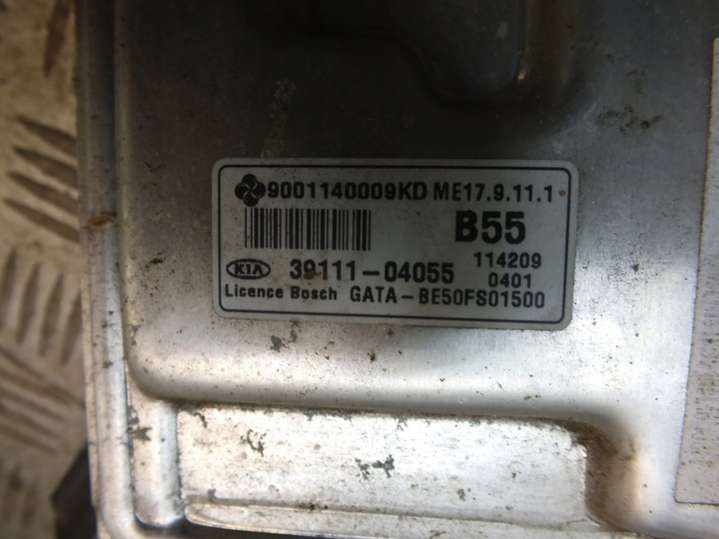 9001140009KD ME17.9.11.1
B55
KIA 39111-04055 114209
0401
Licence Bosch GATA-BE50FS01500